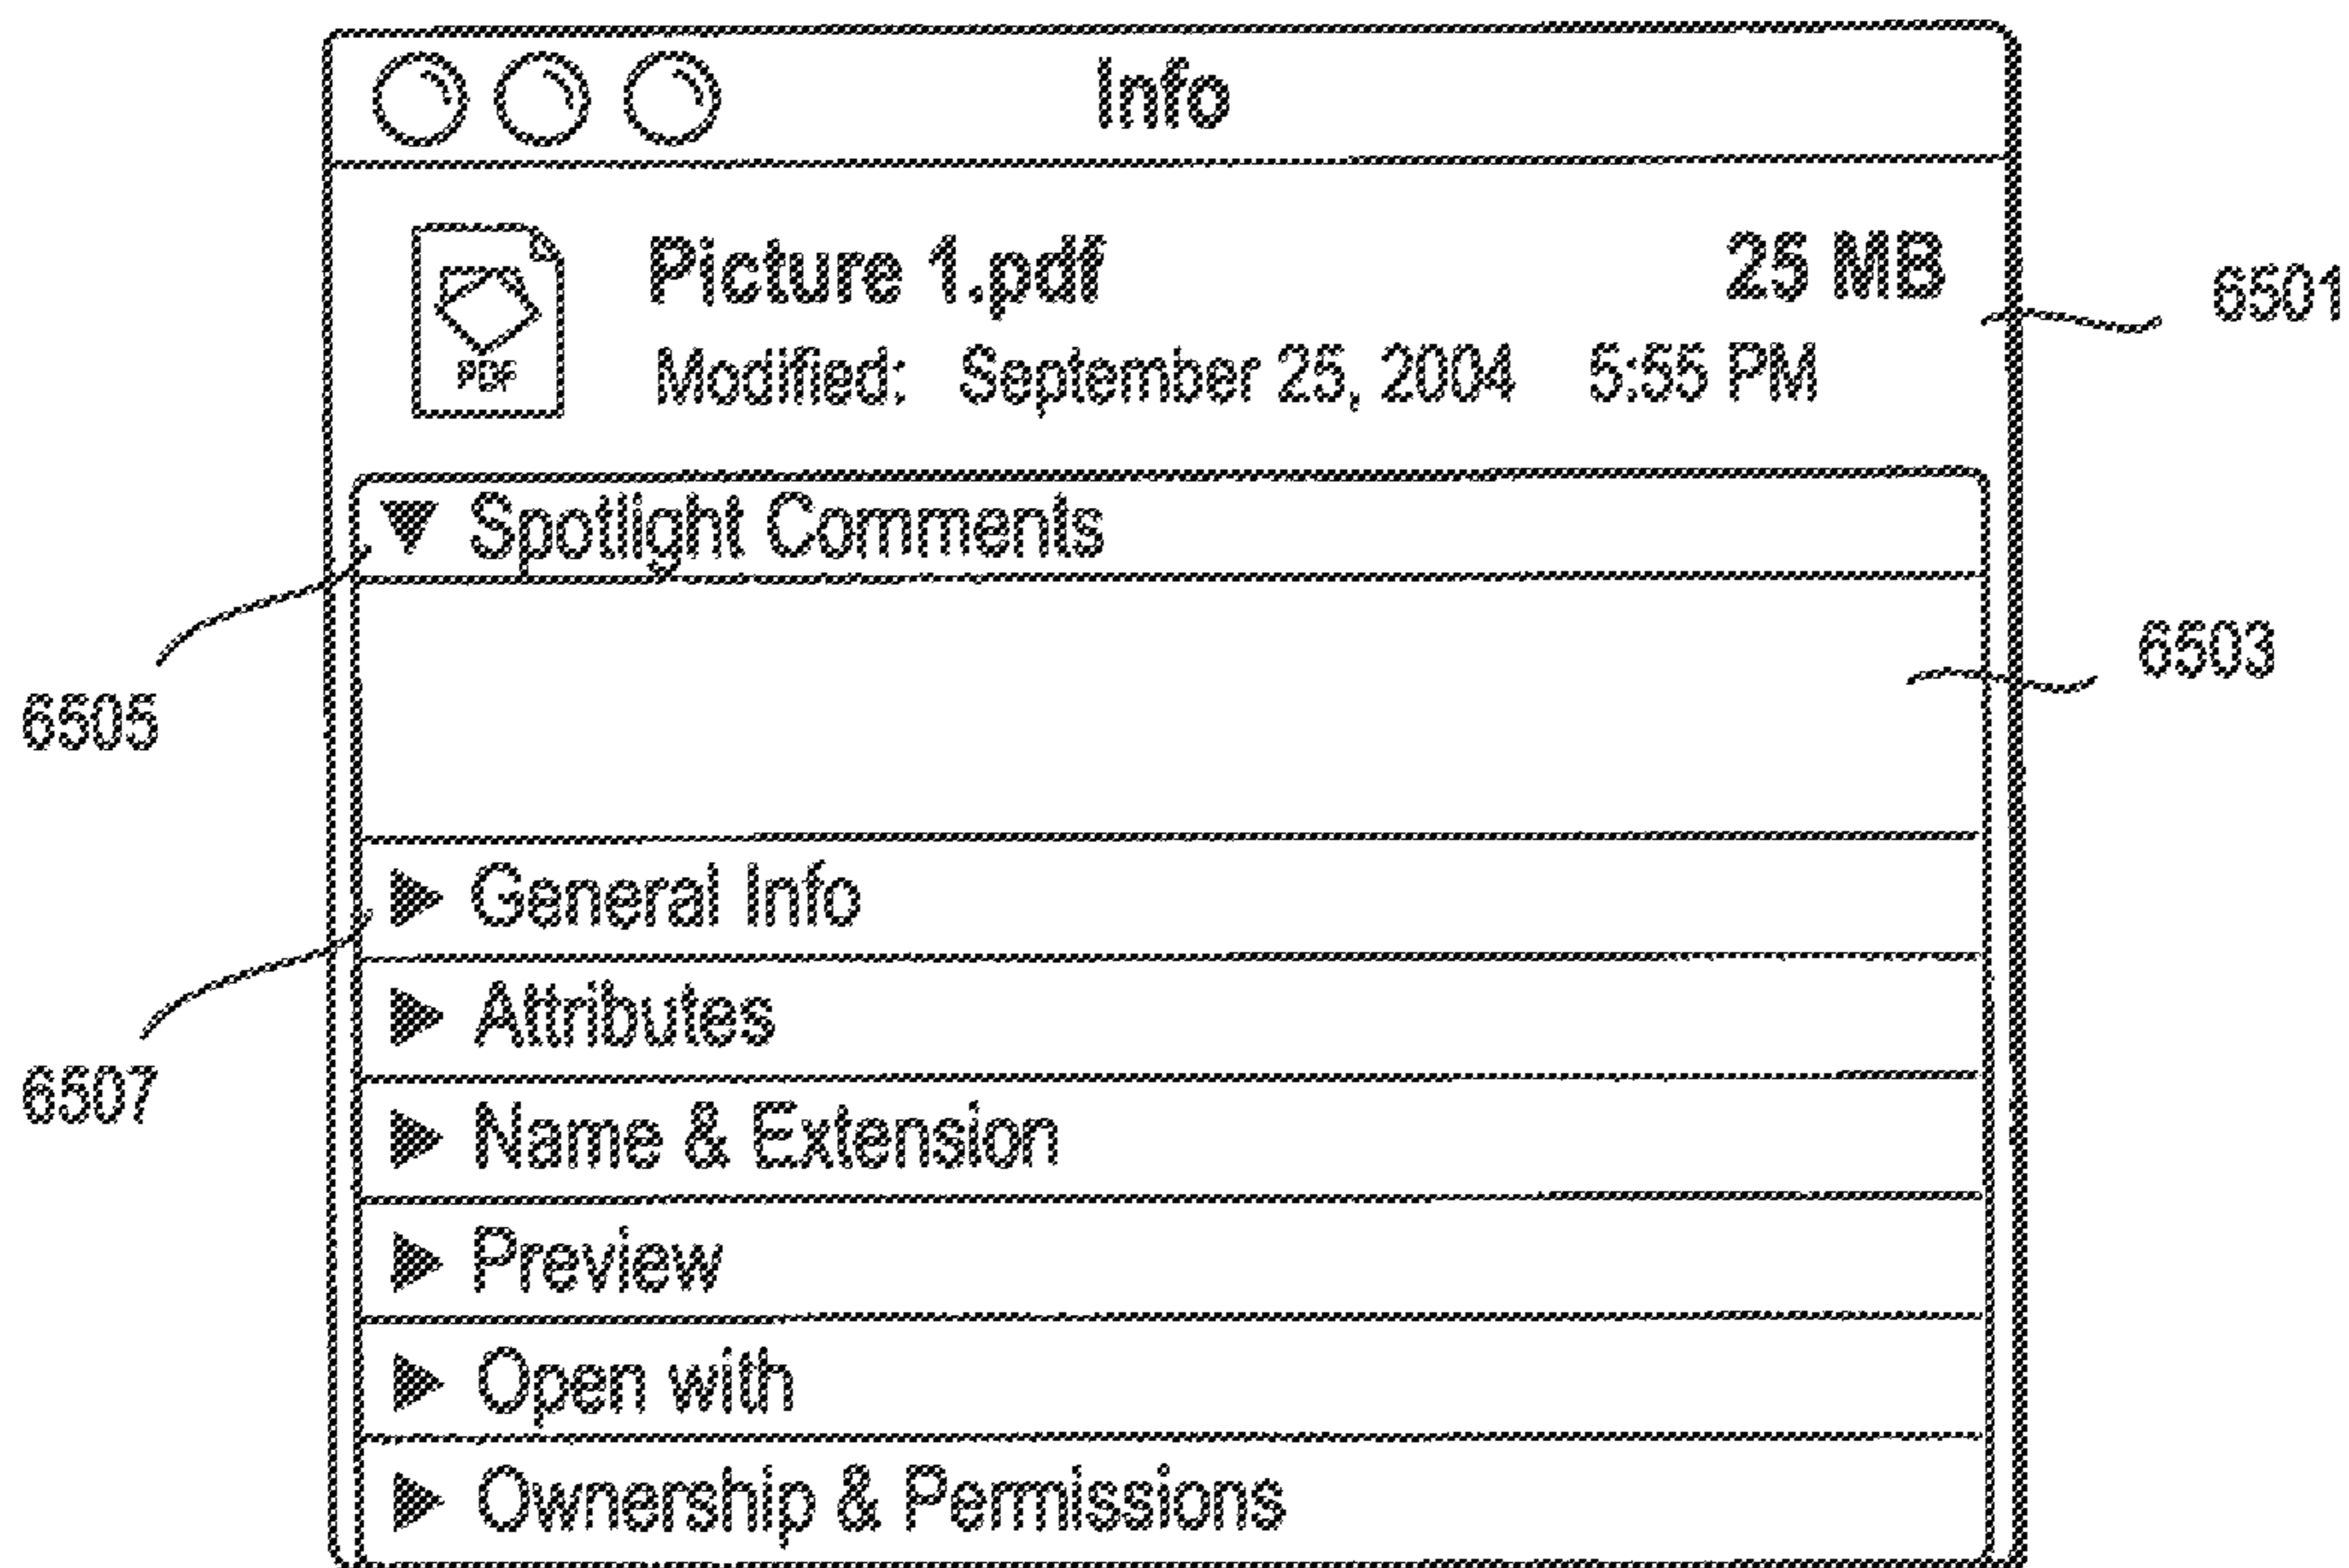 Info
Picture 1.pdf 25 MB
6501
PDF
Modified: September 25, 2004 5:55 PM
Spotlight Comments
6503
6505
General Info
Attributes
6507
Name & Extension
Preview
Open with
Ownership & Permissions